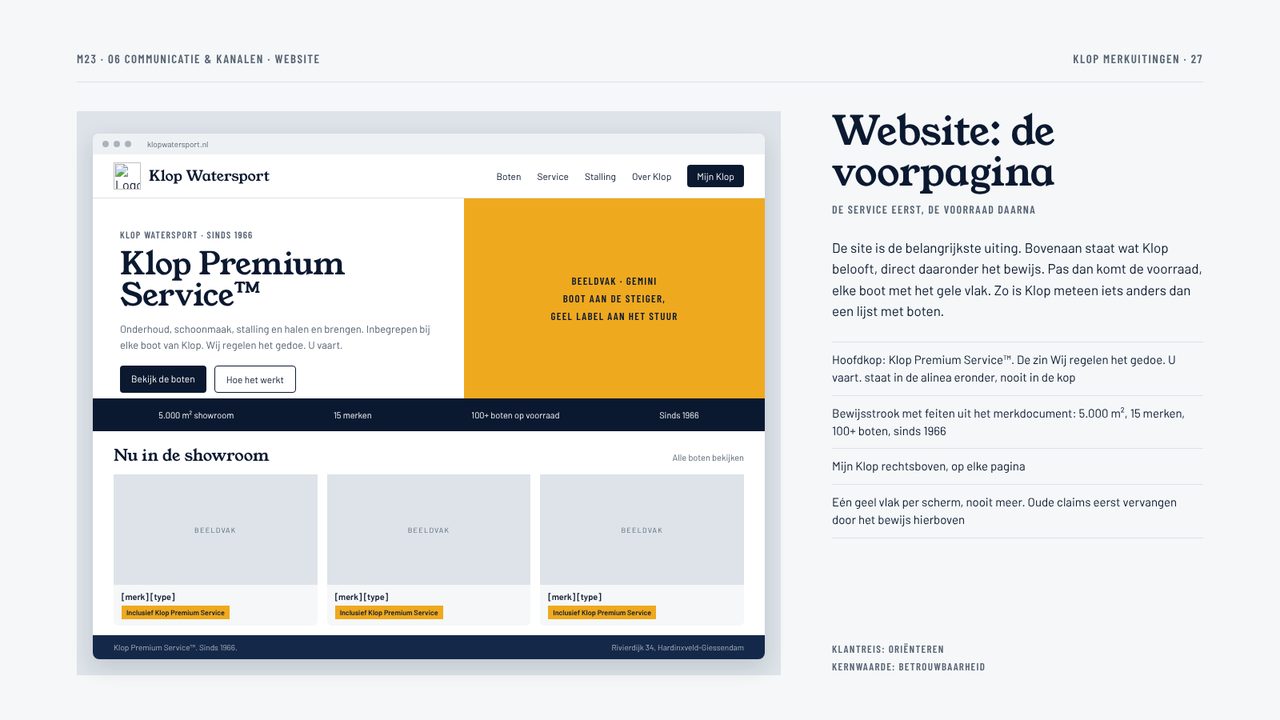 M23 · 06 COMMUNICATIE & KANALEN · WEBSITE
KLOP MERKUITINGEN · 27
klopwatersport.nl
Klop Watersport
Boten
Service
Stalling
Over Klop
Mijn Klop
KLOP WATERSPORT · SINDS 1966
Klop Premium
Service™
Onderhoud, schoonmaak, stalling en halen en brengen. Inbegrepen bij
elke boot van Klop. Wij regelen het gedoe. U vaart.
Bekijk de boten
Hoe het werkt
BEELDVAK · GEMINI
BOOT AAN DE STEIGER,
GEEL LABEL AAN HET STUUR
5.000 m² showroom
15 merken
100+ boten op voorraad
Sinds 1966
Nu in de showroom
Alle boten bekijken
BEELDVAK
BEELDVAK
BEELDVAK
[merk] [type]
[merk] [type]
[merk] [type]
Inclusief Klop Premium Service
Inclusief Klop Premium Service
Inclusief Klop Premium Service
Klop Premium Service™. Sinds 1966.
Rivierdijk 34, Hardinxveld-Giessendam
Website: de
voorpagina
DE SERVICE EERST, DE VOORRAAD DAARNA
De site is de belangrijkste uiting. Bovenaan staat wat Klop
belooft, direct daaronder het bewijs. Pas dan komt de voorraad,
elke boot met het gele vlak. Zo is Klop meteen iets anders dan
een lijst met boten.
Hoofdkop: Klop Premium Service™. De zin Wij regelen het gedoe. U
vaart. staat in de alinea eronder, nooit in de kop
Bewijsstrook met feiten uit het merkdocument: 5.000 m², 15 merken,
100+ boten, sinds 1966
Mijn Klop rechtsboven, op elke pagina
Eén geel vlak per scherm, nooit meer. Oude claims eerst vervangen
door het bewijs hierboven
KLANTREIS: ORIËNTEREN
KERNWAARDE: BETROUWBAARHEID